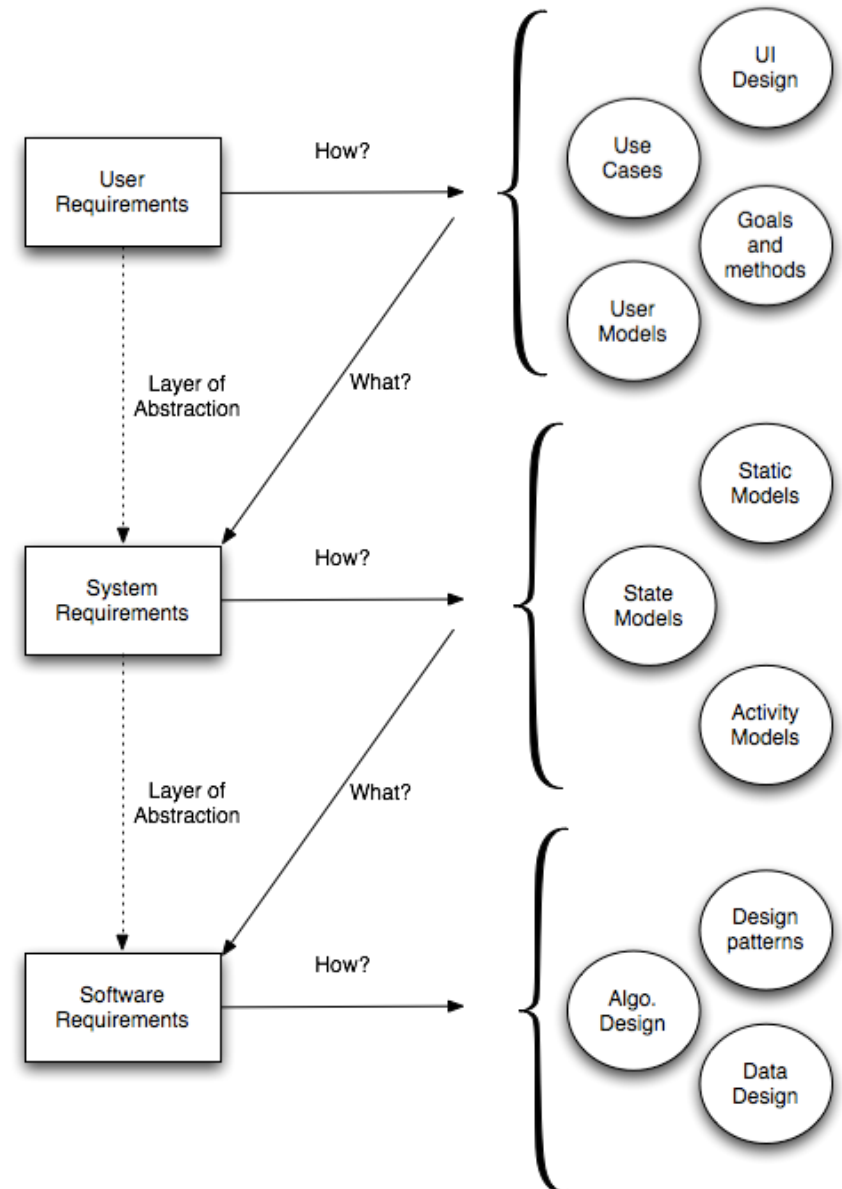 UI
Design
How?
Use
Cases
User
Requirements
Goals
and
methods
User
Models
Layer of
Abstraction
What?
Static
Models
How?
System
Requirements
State
Models
Activity
Models
Layer of
Abstraction
What?
Design
patterns
How?
Software
Requirements
Algo.
Design
Data
Design